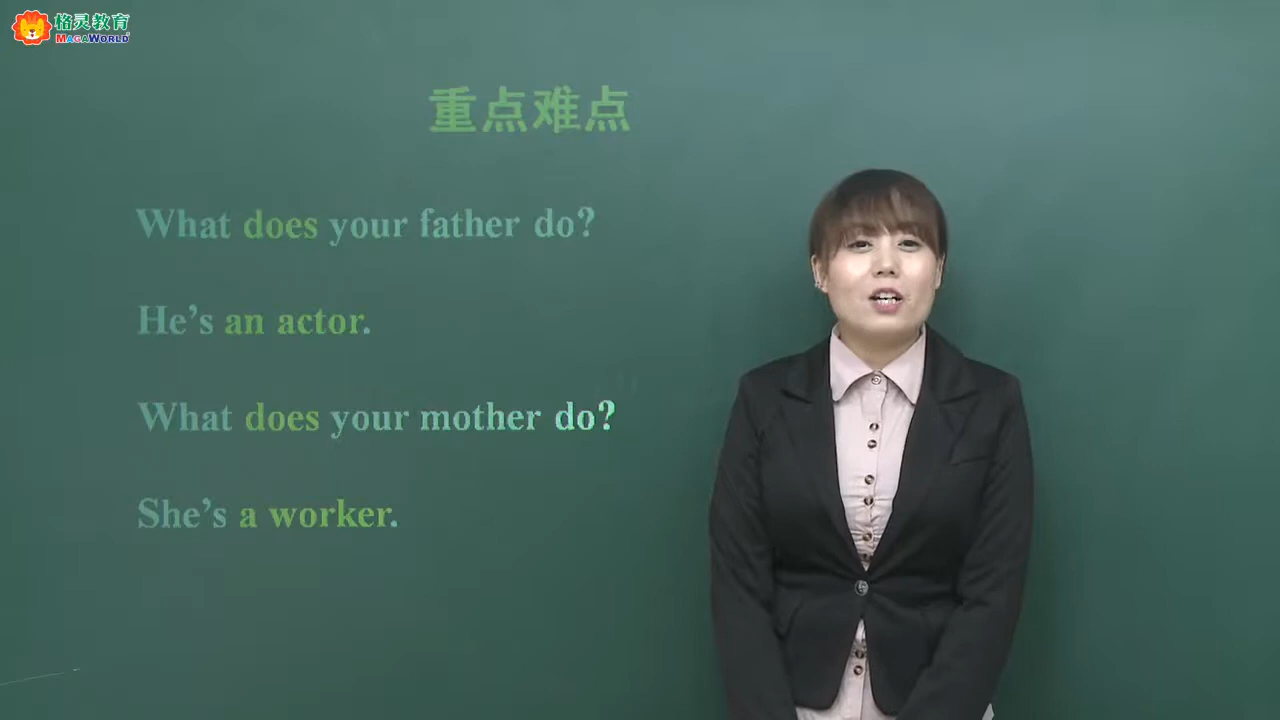 格灵教育
MAGAWORLD
重点难点
What does your father do?
He's an actor.
What does your mother do?
She's a worker.